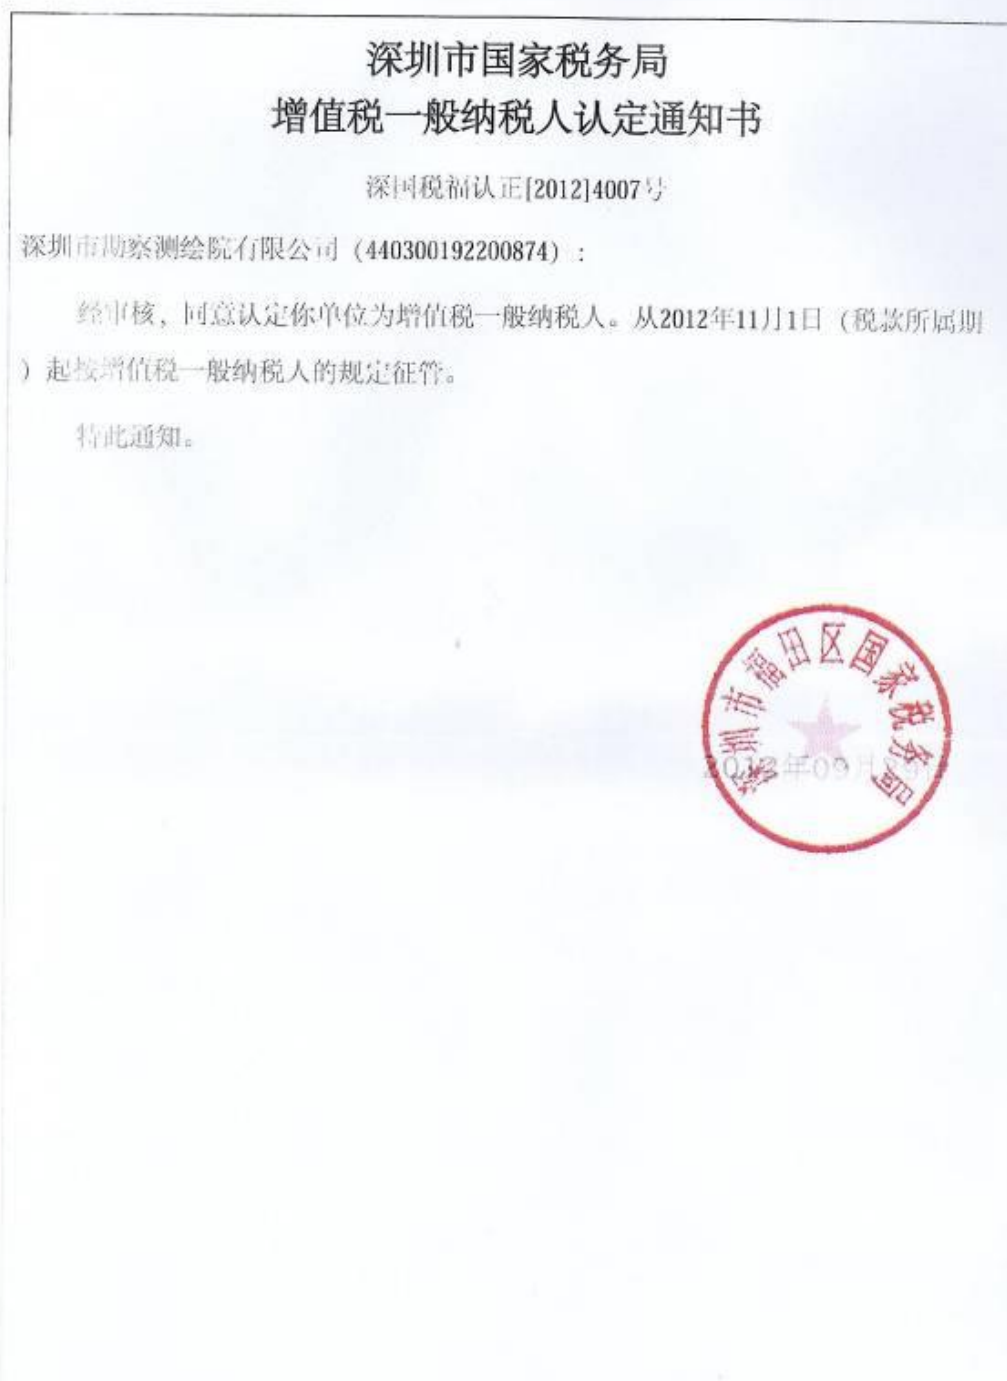 深圳市国家税务局
增值税一般纳税人认定通知书
深国税福认正[2012]4007号
深圳市勘察测绘院有限公司（440300192200874）：
经审核，同意认定你单位为增值税一般纳税人。从2012年11月1日（税款所属期
）起按增值税一般纳税人的规定征管。
特此通知。
深圳市福田区国家税务局
年09月